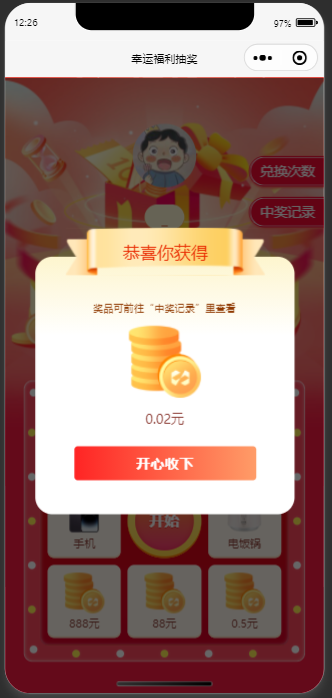 12:26
97%
幸运福利抽奖
兑换次数
中奖记录
恭喜你获得
奖品可前往“中奖记录”里查看
0.02元
开心收下
开始
手机
电饭锅
888元
88元
0.5元